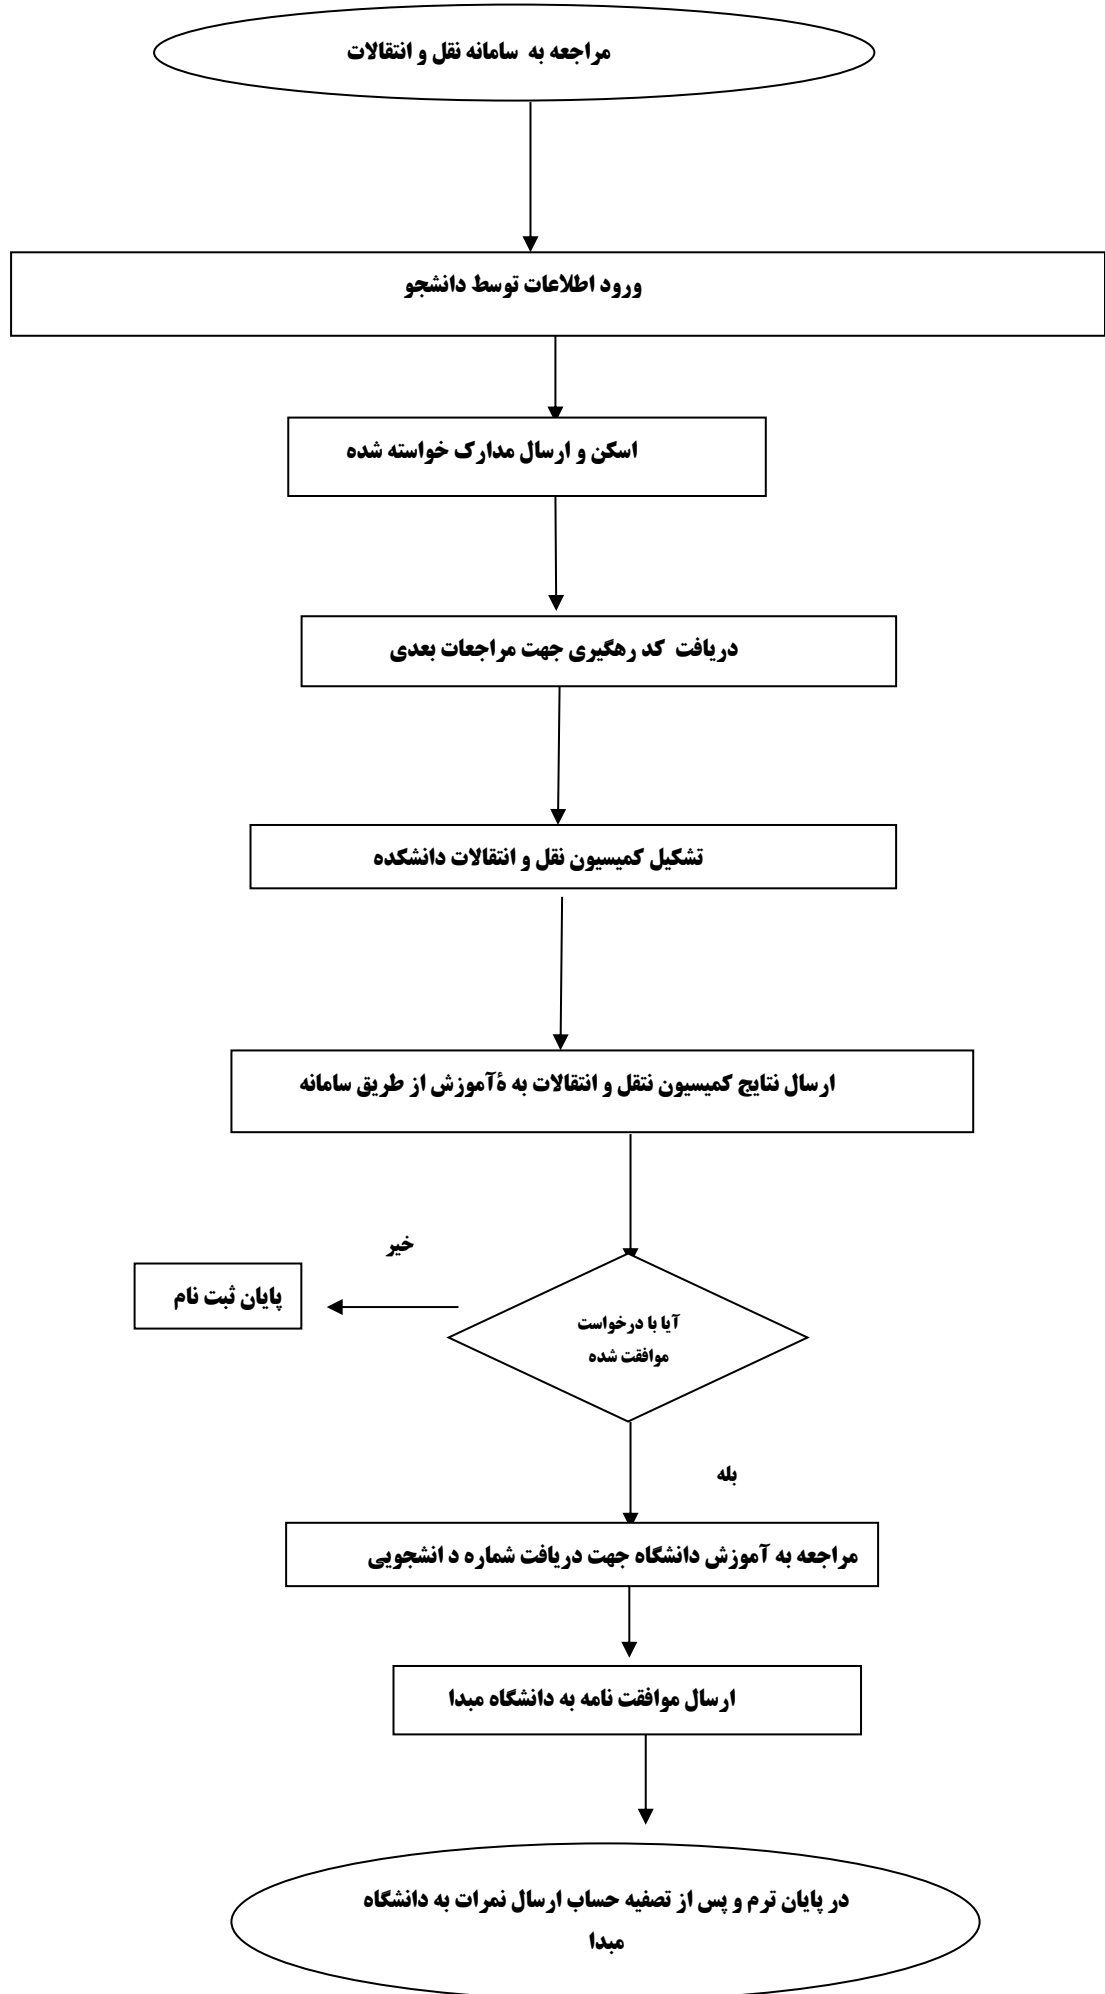 مراجعه به سامانه نقل و انتقالات
ورود اطلاعات توسط دانشجو
اسکن و ارسال مدارک خواسته شده
دریافت کد رهگیری جهت مراجعات بعدی
تشکیل کمیسیون نقل و انتقالات دانشکده
ارسال نتایج کمیسیون نتقل و انتقالات به ۀآموزش از طریق سامانه
خیر
پایان ثبت نام
آیا با درخواست
موافقت شده
بله
مراجعه به آموزش دانشگاه جهت دریافت شماره د انشجویی
ارسال موافقت نامه به دانشگاه مبدا
در پایان ترم و پس از تصفیه حساب ارسال نمرات به دانشگاه
مبدا